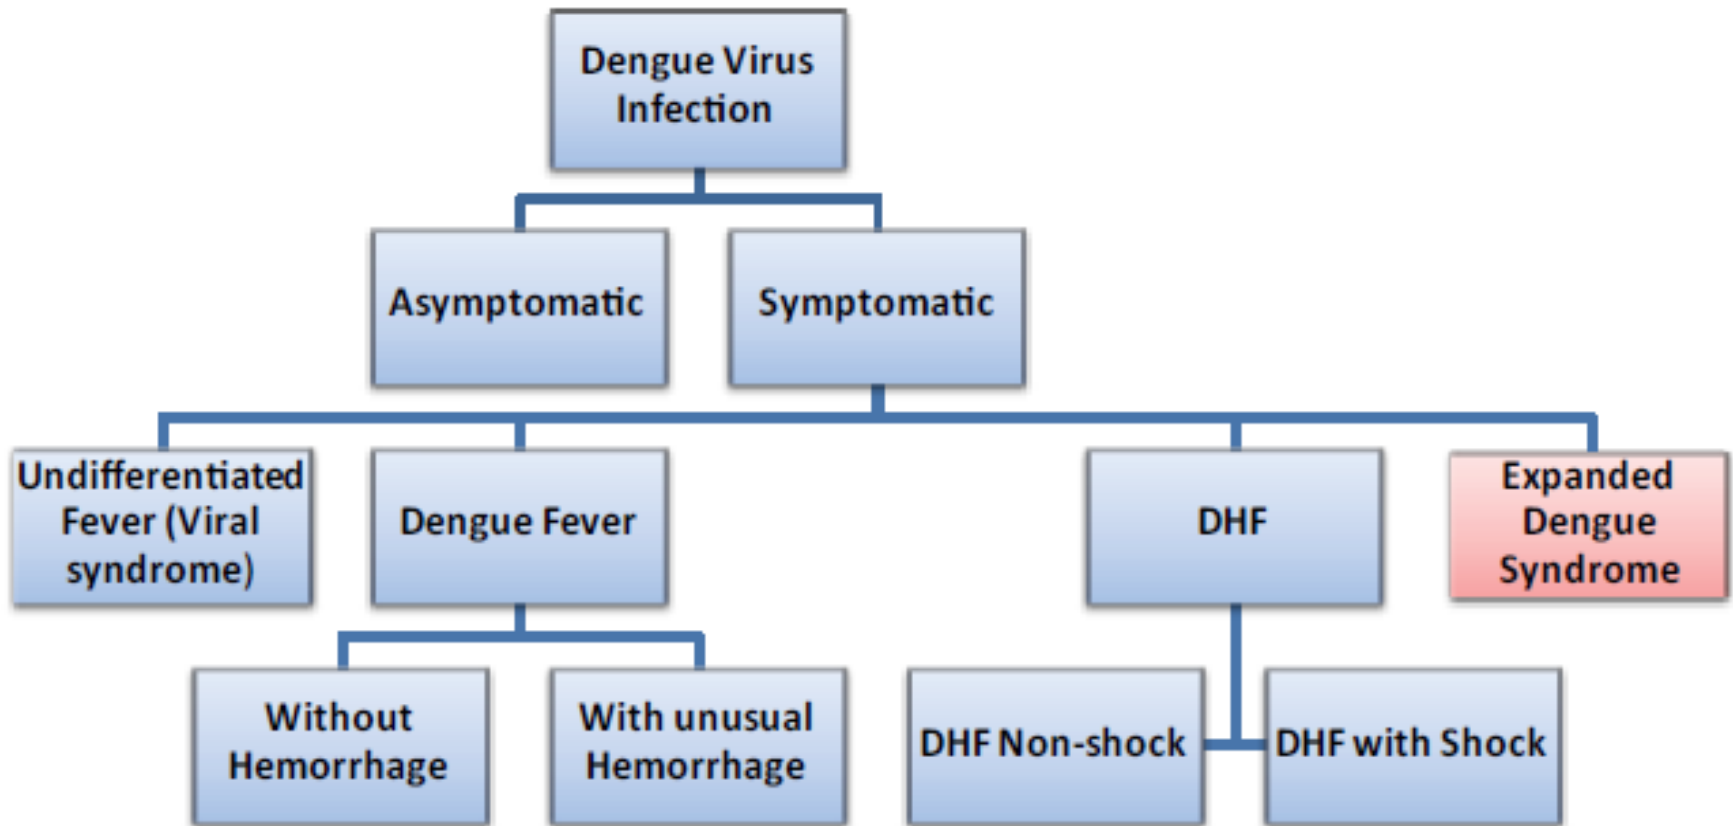 Dengue Virus
Infection
Asymptomatic
Symptomatic
Undifferentiated
Fever (Viral
syndrome)
Dengue Fever
DHF
Expanded
Dengue
Syndrome
Without
Hemorrhage
With unusual
Hemorrhage
DHF Non-shock
DHF with Shock